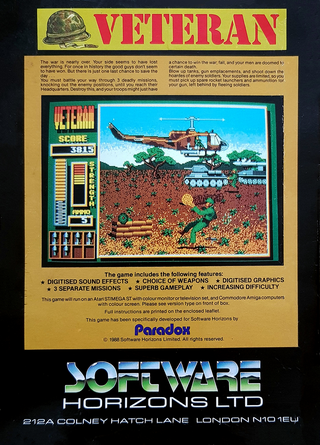 VETERAN
The war is nearly over. Your side seems to have lost
everything. For once in history the good guys don't seem
to have won. But there is just one last chance to save the
day.
You must battle your way through 3 deadly missions,
knocking out the enemy positions, until you reach their
Headquarters. Destroy this, and your troops might just have
a chance to win the war; fail, and your men are doomed to
certain death.
Blow up tanks, gun emplacements, and shoot down the
hoardes of enemy soldiers. Your supplies are limited, so you
must pick up spare rocket launchers and ammunition for
your gun, left behind by fleeing soldiers.
VETERAN
SCORE
3815
STRENGTH
AMMO
5
The game includes the following features:
★ DIGITISED SOUND EFFECTS ★ CHOICE OF WEAPONS ★ DIGITISED GRAPHICS
★ 3 SEPARATE MISSIONS ★ SUPERB GAMEPLAY ★ INCREASING DIFFICULTY
This game will run on an Atari ST/MEGA ST with colour monitor or television set, and Commodore Amiga computers
with colour screen. Please see version type on front of box.
Full instructions are printed on the enclosed leaflet.
This game has been specifically developed for Software Horizons by
Paradox
© 1988 Software Horizons Limited. All rights reserved.
SOFTWARE
HORIZONS LTD
212A COLNEY HATCH LANE LONDON N10 1EU